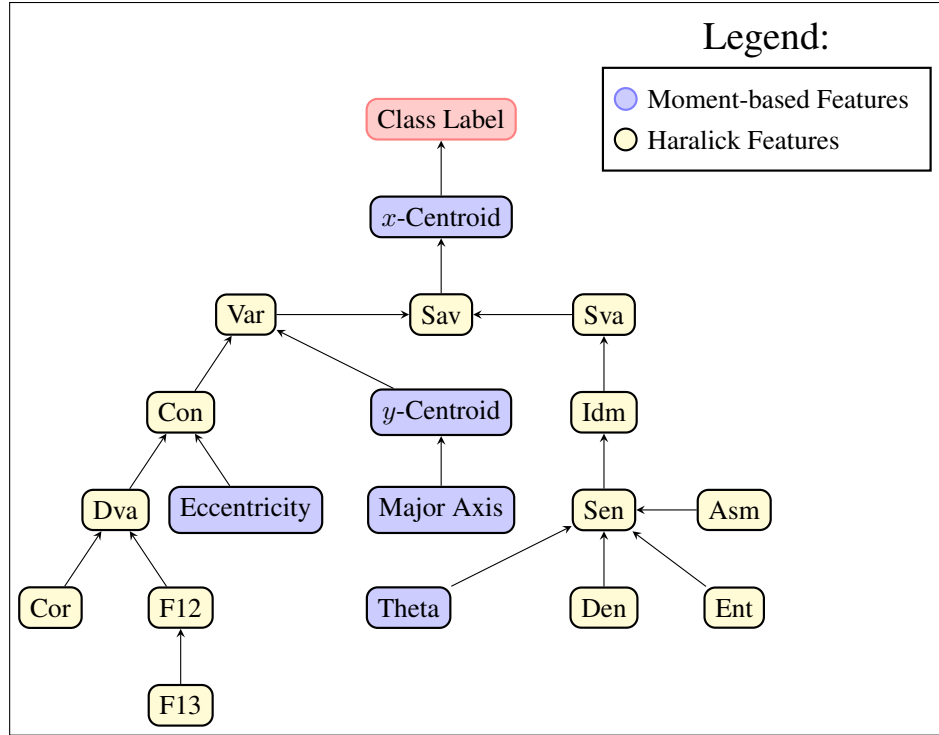 Legend:
Moment-based Features
Haralick Features
Class Label
x-Centroid
Var
Sav
Sva
Con
y-Centroid
Idm
Dva
Eccentricity
Major Axis
Sen
Asm
Cor
F12
Theta
Den
Ent
F13